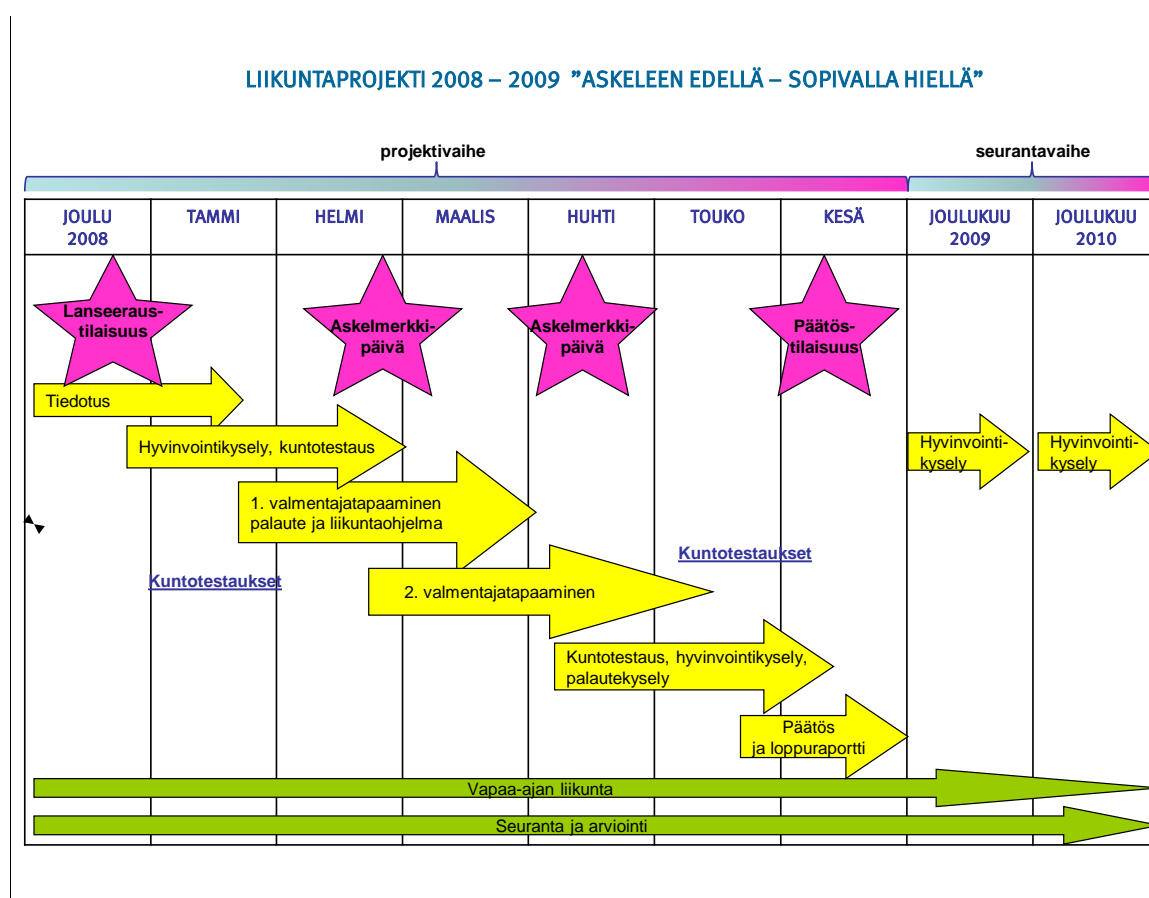 LIIKUNTAPROJEKTI 2008 – 2009 ”ASKELEEN EDELLÄ – SOPIVALLA HIELLÄ”
projektivaihe
seurantavaihe
JOULU
2008
TAMMI
HELMI
MAALIS
HUHTI
TOUKO
KESÄ
JOULUKUU
2009
JOULUKUU
2010
Lanseeraus-
tilaisuus
Askelmerkki-
päivä
Askelmerkki-
päivä
Päätös-
tilaisuus
Tiedotus
Hyvinvointikysely, kuntotestaus
Hyvinvointi-
kysely
Hyvinvointi-
kysely
1. valmentajatapaaminen
palaute ja liikuntaohjelma
Kuntotestaukset
Kuntotestaukset
2. valmentajatapaaminen
Kuntotestaus, hyvinvointikysely,
palautekysely
Päätös
ja loppuraportti
Vapaa-ajan liikunta
Seuranta ja arviointi